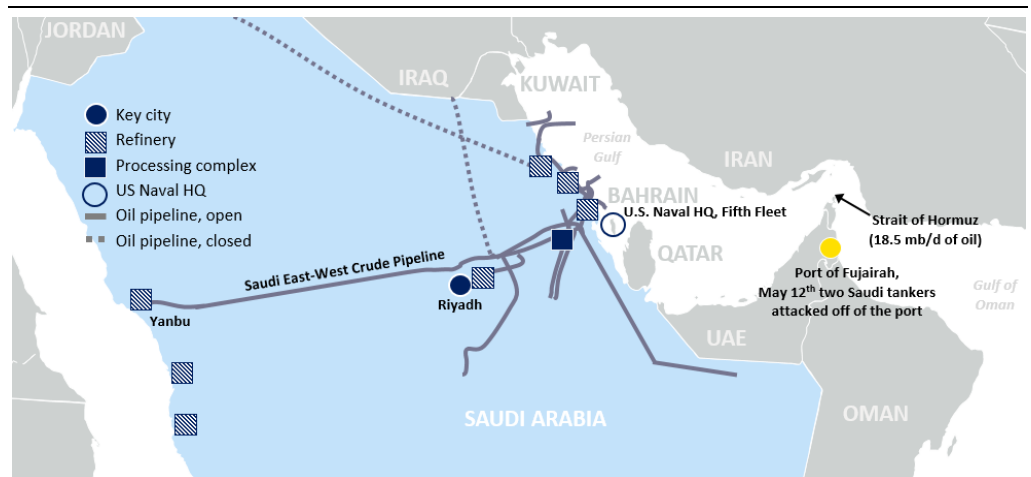 JORDAN
IRAQ
KUWAIT
Key city
Refinery
Processing complex
US Naval HQ
Oil pipeline, open
Oil pipeline, closed
Persian
Gulf
IRAN
BAHRAIN
U.S. Naval HQ, Fifth Fleet
Strait of Hormuz
(18.5 mb/d of oil)
QATAR
Saudi East-West Crude Pipeline
Port of Fujairah,
May 12th two Saudi tankers
attacked off of the port
Gulf of
Oman
Riyadh
Yanbu
UAE
SAUDI ARABIA
OMAN